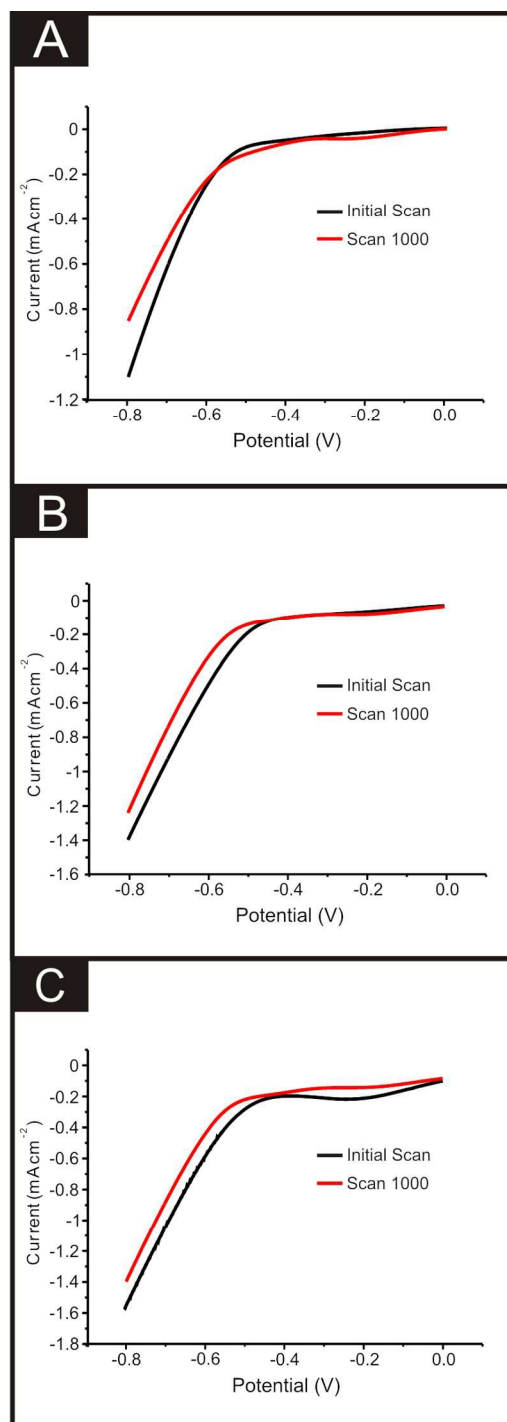 A
0
-0.2
-0.4
-0.6
-0.8
-1
-1.2
Current (mAcm-2)
Initial Scan
Scan 1000
-0.8 -0.6 -0.4 -0.2 0.0
Potential (V)
B
0
-0.2
-0.4
-0.6
-0.8
-1
-1.2
-1.4
-1.6
Current (mAcm-2)
Initial Scan
Scan 1000
-0.8 -0.6 -0.4 -0.2 0.0
Potential (V)
C
0
-0.2
-0.4
-0.6
-0.8
-1
-1.2
-1.4
-1.6
-1.8
Current (mAcm-2)
Initial Scan
Scan 1000
-0.8 -0.6 -0.4 -0.2 0.0
Potential (V)